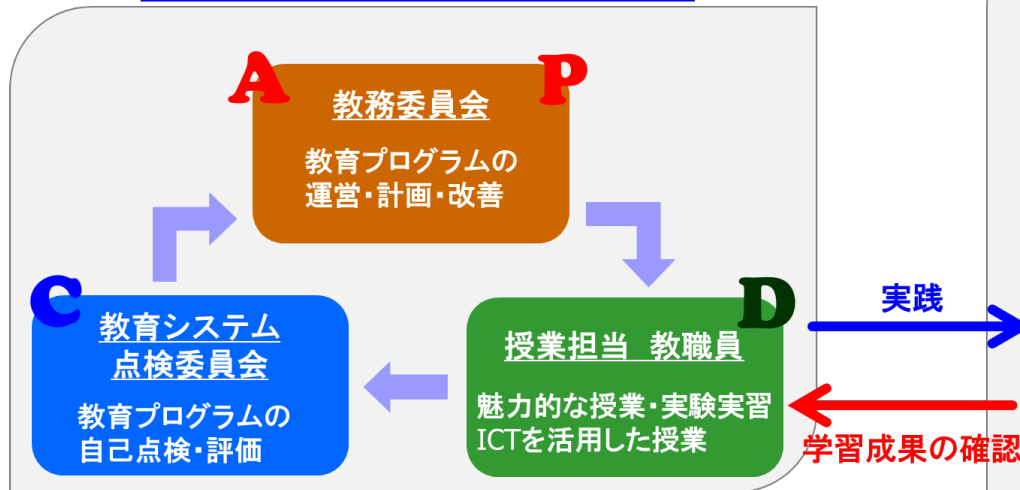 A
P
教務委員会
教育プログラムの
運営・計画・改善
C
教育システム
点検委員会
教育プログラムの
自己点検・評価
D
授業担当 教職員
魅力的な授業・実験実習
ICTを活用した授業
実践
学習成果の確認